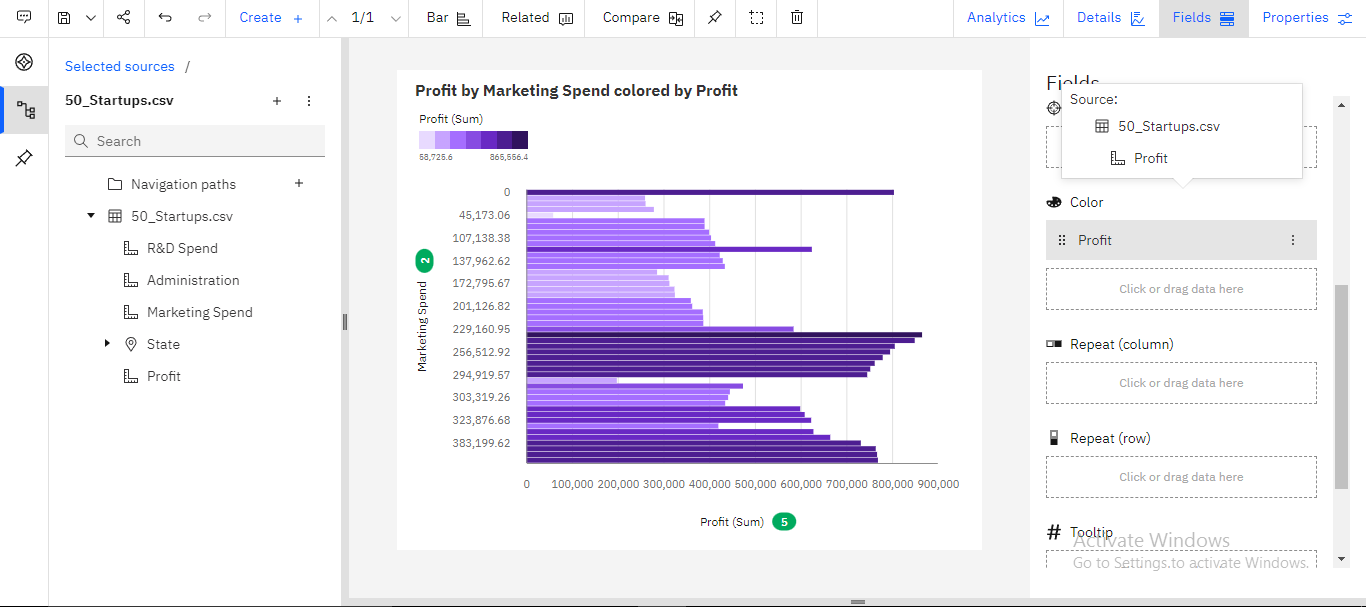 Create +
1/1
Bar
Related
Compare
Analytics
Details
Fields
Properties
Selected sources /
50_Startups.csv
Search
Navigation paths
50_Startups.csv
R&D Spend
Administration
Marketing Spend
State
Profit
Profit by Marketing Spend colored by Profit
Profit (Sum)
58,725.6 865,556.4
0
45,173.06
107,138.38
137,962.62
172,795.67
201,126.82
229,160.95
256,512.92
294,919.57
303,319.26
323,876.68
383,199.62
Marketing Spend 2
0 100,000 200,000 300,000 400,000 500,000 600,000 700,000 800,000 900,000
Profit (Sum) 5
Fields
Source:
50_Startups.csv
Profit
Color
Profit
Click or drag data here
Repeat (column)
Click or drag data here
Repeat (row)
Click or drag data here
Tooltip
Activate Windows
Go to Settings to activate Windows.